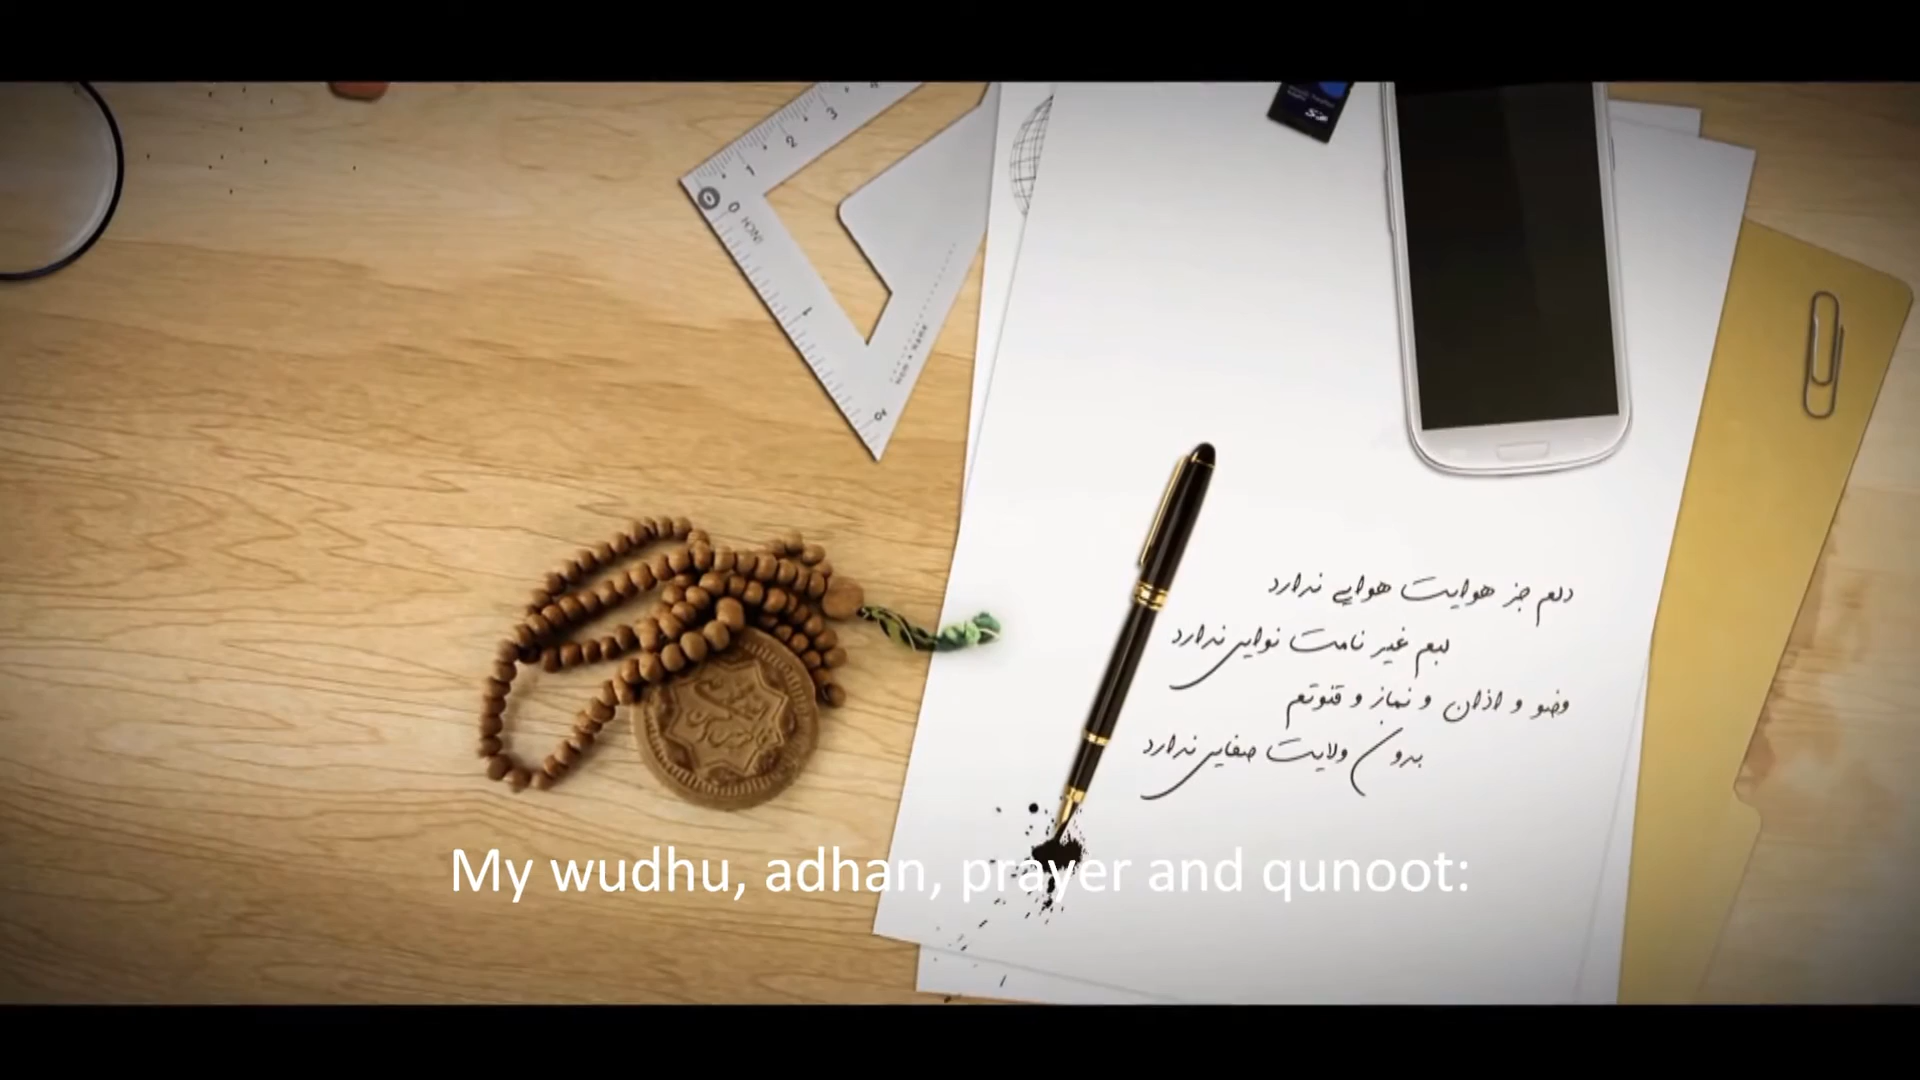 دلم جز هوایت هوایی ندارد
لبم غیر نامت نوایی ندارد
وضو و اذان و نماز و قنوتم
بدون ولایت صفایی ندارد
My wudhu, adhan, prayer and qunoot: